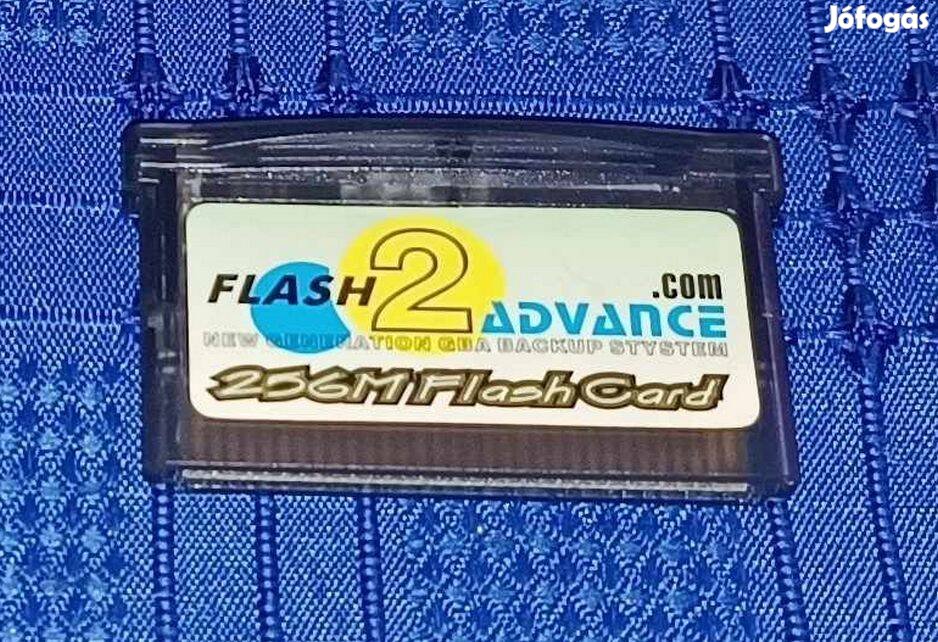 Jófogás
FLASH 2 ADVANCE .com
NEW GENERATION GBA BACKUP STYSTEM
256M Flash Card